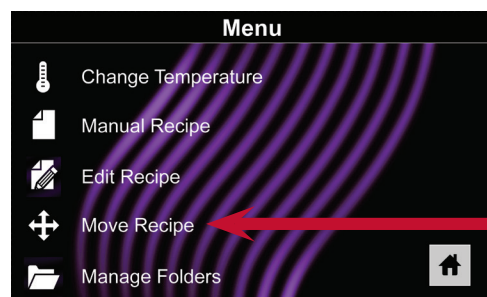 Menu
Change Temperature
Manual Recipe
Edit Recipe
Move Recipe
Manage Folders